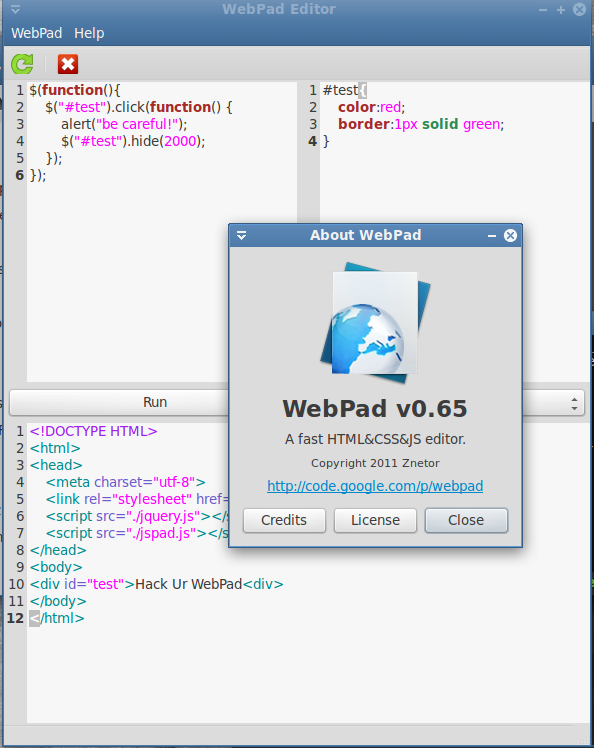 WebPad Editor
WebPad Help
1 $(function(){
2 $("#test").click(function() {
3 alert("be careful!");
4 $("#test").hide(2000);
5 });
6 });
1 #test{
2 color:red;
3 border:1px solid green;
4 }
About WebPad
WebPad v0.65
A fast HTML&CSS&JS editor.
Copyright 2011 Znetor
http://code.google.com/p/webpad
Credits License Close
Run
1 <!DOCTYPE HTML>
2 <html>
3 <head>
4 <meta charset="utf-8">
5 <link rel="stylesheet" href=
6 <script src="./jquery.js"></s
7 <script src="./jspad.js"></s
8 </head>
9 <body>
10 <div id="test">Hack Ur WebPad<div>
11 </body>
12 </html>